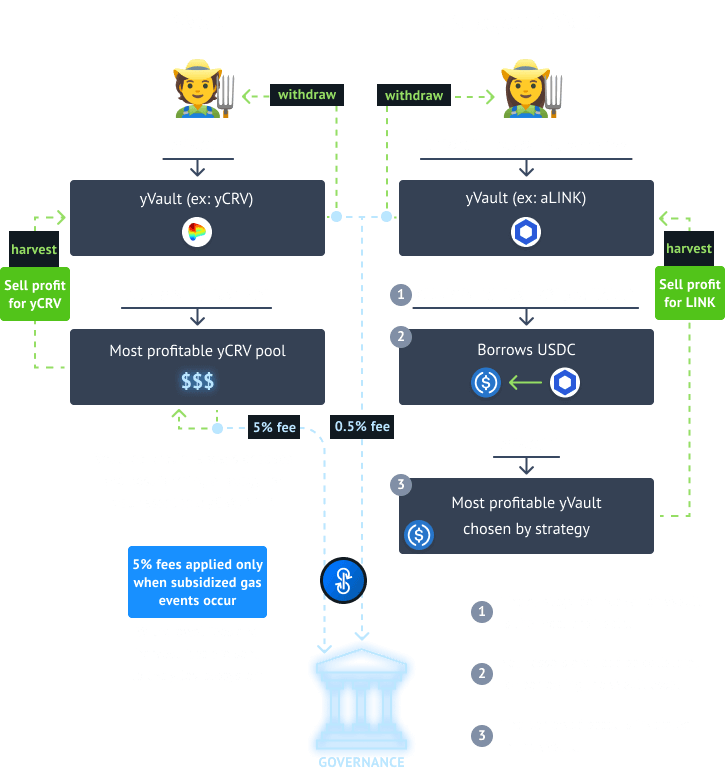 withdraw
withdraw
yVault (ex: yCRV)
yVault (ex: aLINK)
harvest
Sell profit
for yCRV
harvest
Sell profit
for LINK
1
2
Most profitable yCRV pool
$$$
Borrows USDC
5% fee
0.5% fee
3
Most profitable yVault
chosen by strategy
5% fees applied only
when subsidized gas
events occur
1
2
3
GOVERNANCE